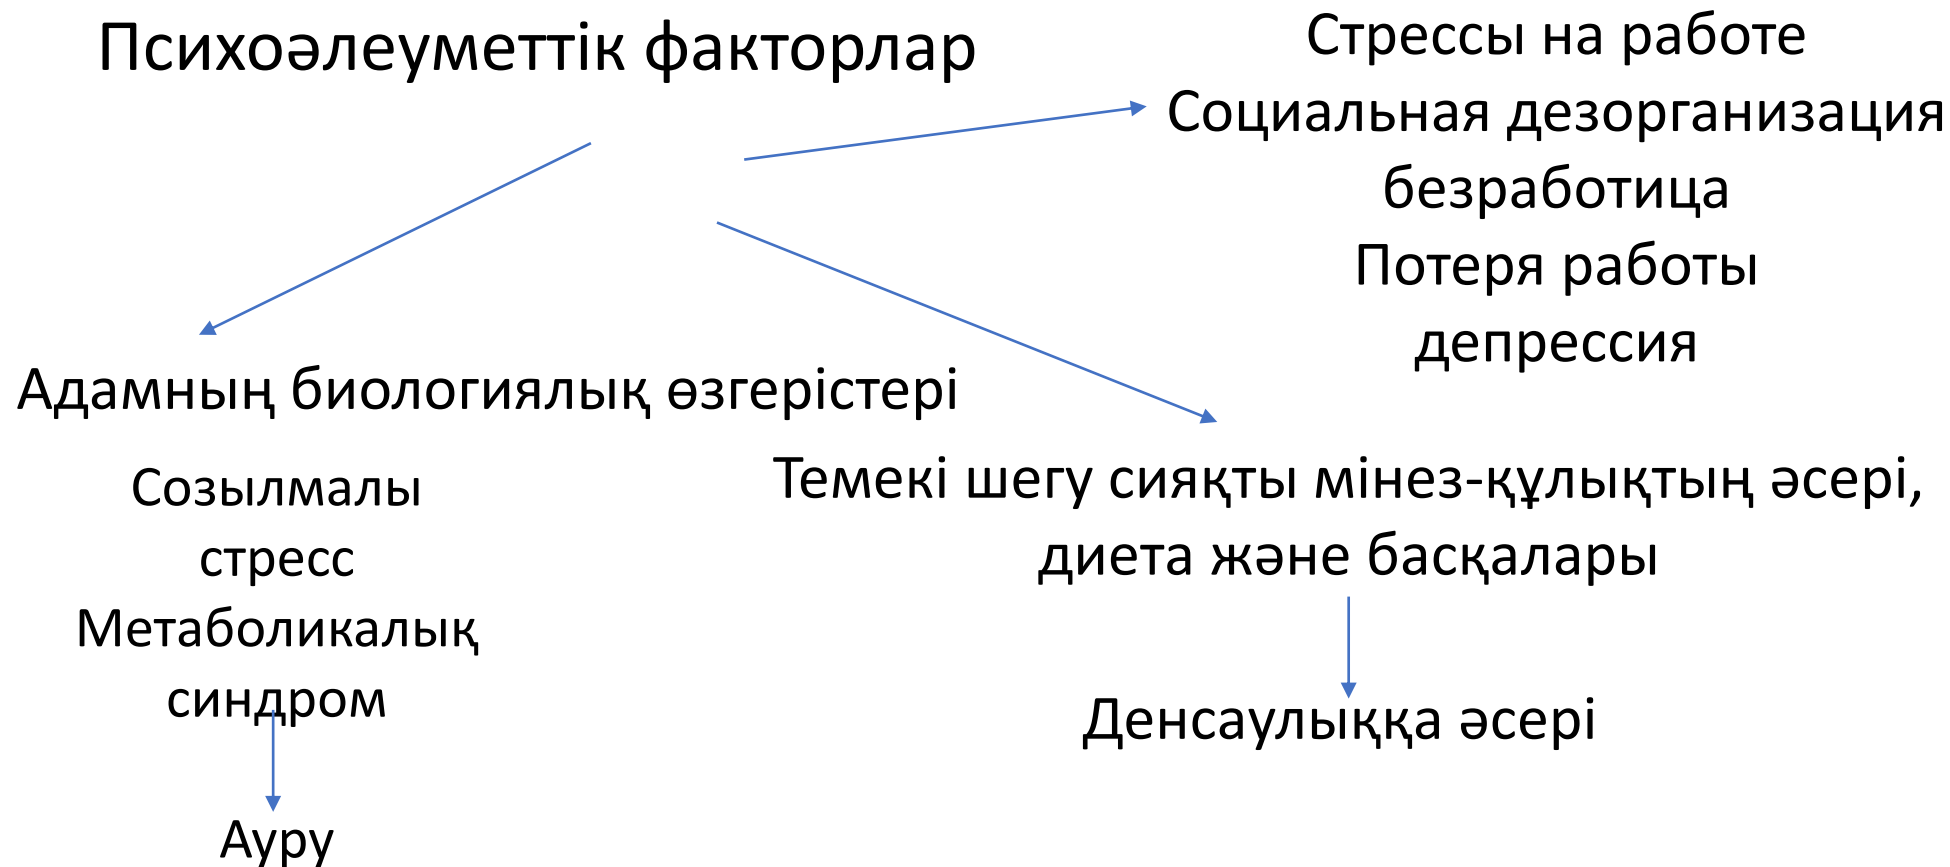 Психоәлеуметтік факторлар
Стрессы на работе
Социальная дезорганизация
безработица
Потеря работы
депрессия
Адамның биологиялық өзгерістері
Созылмалы
стресс
Метаболикалық
синдром
Ауру
Темекі шегу сияқты мінез-құлықтың әсері,
диета және басқалары
Денсаулыққа әсері